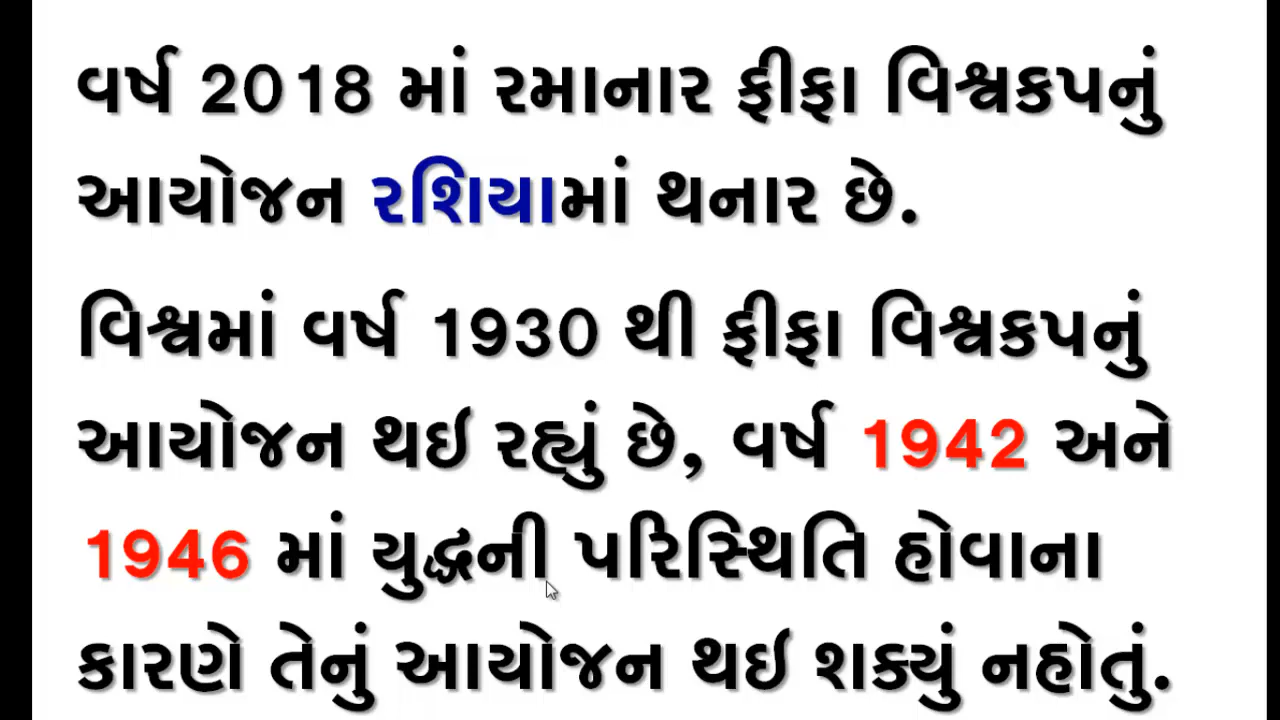 વર્ષ 2018 માં રમાનાર ફીફા વિશ્વકપનું
આયોજન રશિયામાં થનાર છે.
વિશ્વમાં વર્ષ 1930 થી ફીફા વિશ્વકપનું
આયોજન થઇ રહ્યું છે, વર્ષ 1942 અને
1946 માં યુદ્ધની પરિસ્થિતિ હોવાના
કારણે તેનું આયોજન થઇ શક્યું નહોતું.